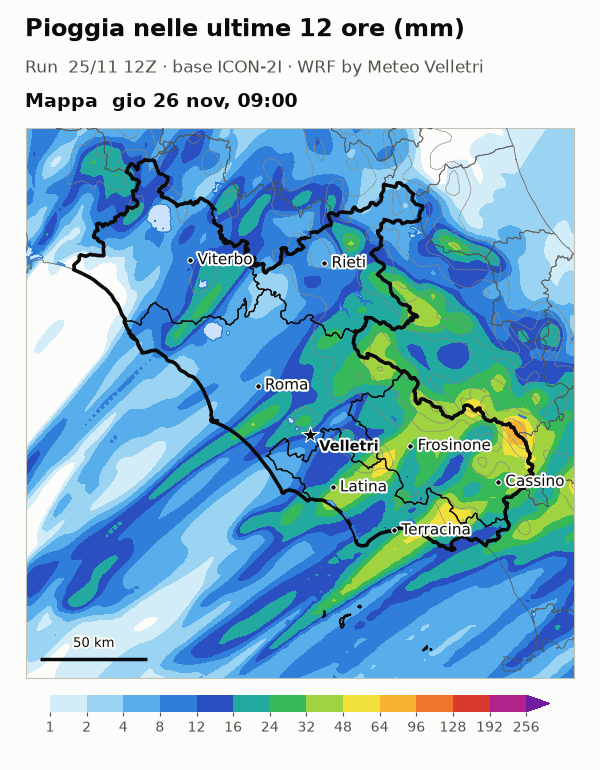 Pioggia nelle ultime 12 ore (mm)
Run  25/11 12Z · base ICON-2I · WRF by Meteo Velletri
Mappa  gio 26 nov, 09:00
Viterbo
Rieti
Roma
Velletri
Frosinone
Cassino
Latina
Terracina
50 km
1 2 4 8 12 16 24 32 48 64 96 128 192 256